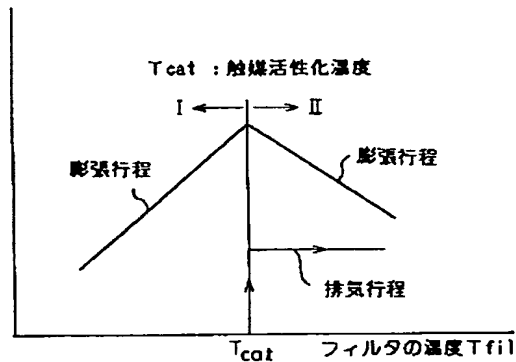 Tcat : 触媒活性化温度
I II
膨張行程
膨張行程
排気行程
Tcat フィルタの温度Tfil